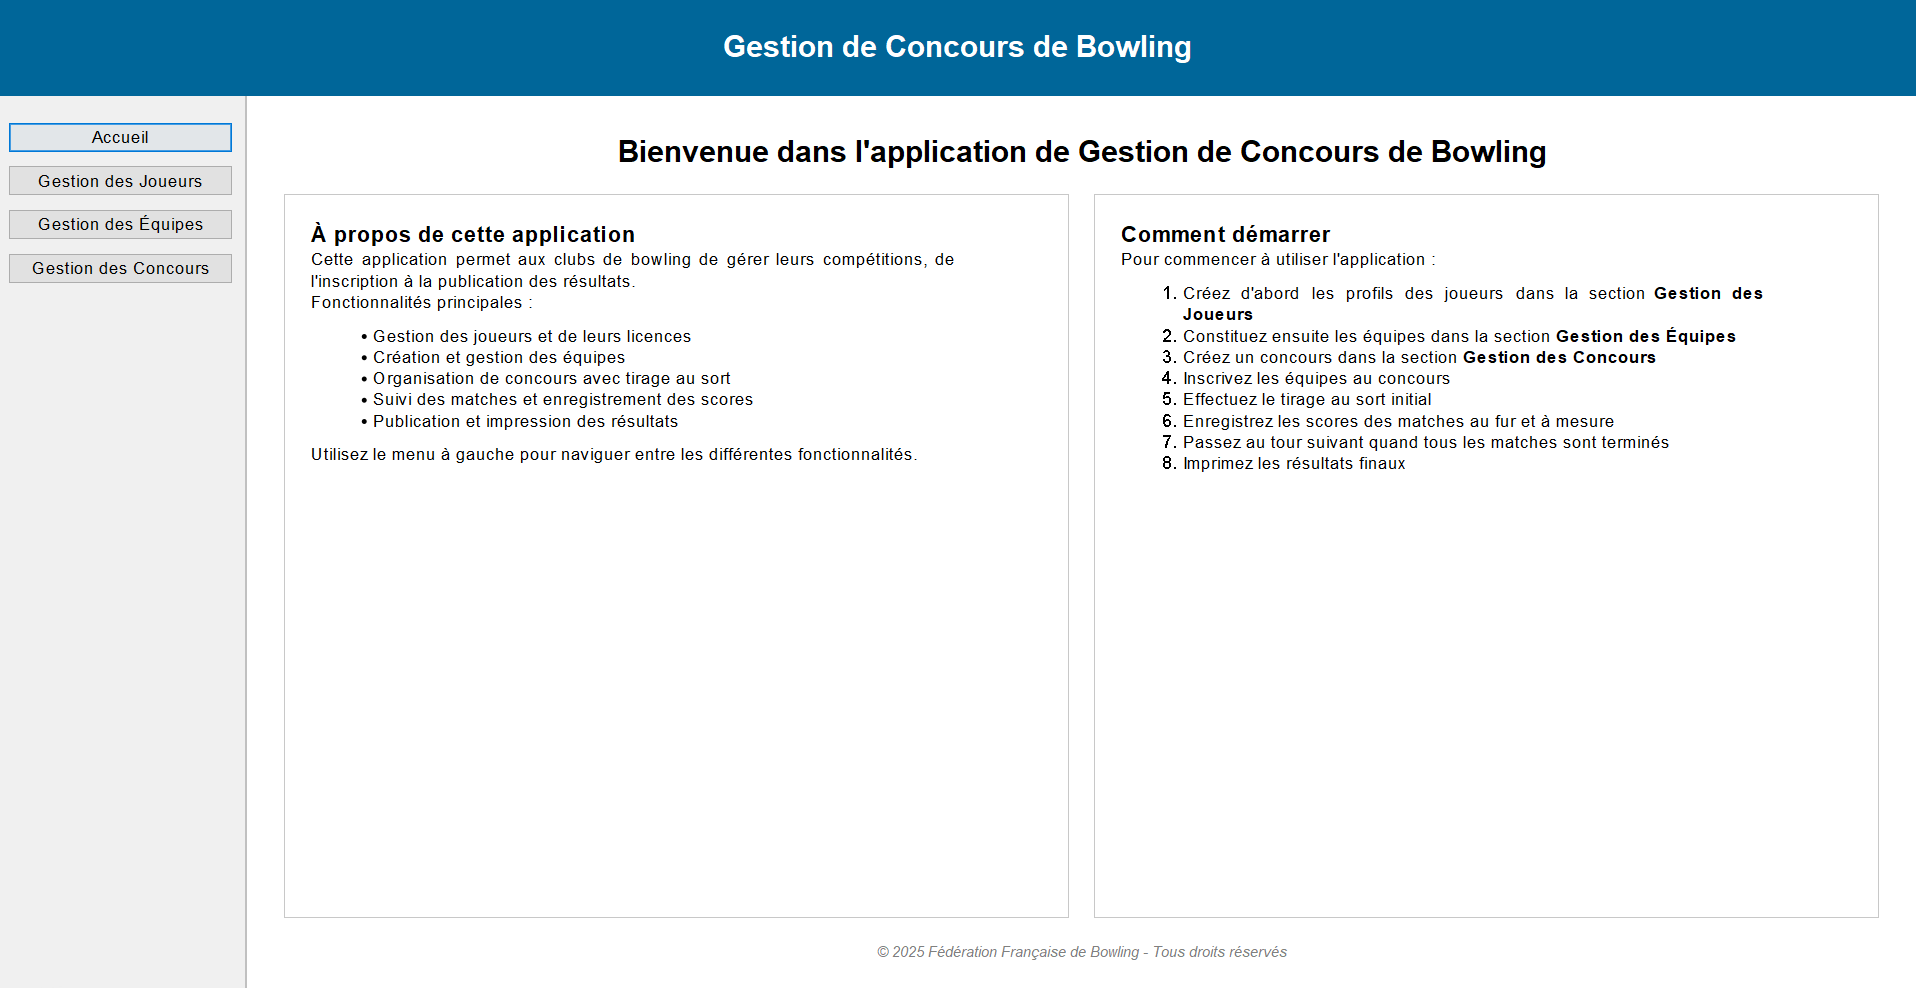 Gestion de Concours de Bowling
Accueil
Gestion des Joueurs
Gestion des Équipes
Gestion des Concours
Bienvenue dans l'application de Gestion de Concours de Bowling
À propos de cette application
Cette application permet aux clubs de bowling de gérer leurs compétitions, de
l'inscription à la publication des résultats.
Fonctionnalités principales :
• Gestion des joueurs et de leurs licences
• Création et gestion des équipes
• Organisation de concours avec tirage au sort
• Suivi des matches et enregistrement des scores
• Publication et impression des résultats
Utilisez le menu à gauche pour naviguer entre les différentes fonctionnalités.
Comment démarrer
Pour commencer à utiliser l'application :
1. Créez d'abord les profils des joueurs dans la section Gestion des
Joueurs
2. Constituez ensuite les équipes dans la section Gestion des Équipes
3. Créez un concours dans la section Gestion des Concours
4. Inscrivez les équipes au concours
5. Effectuez le tirage au sort initial
6. Enregistrez les scores des matches au fur et à mesure
7. Passez au tour suivant quand tous les matches sont terminés
8. Imprimez les résultats finaux
© 2025 Fédération Française de Bowling - Tous droits réservés